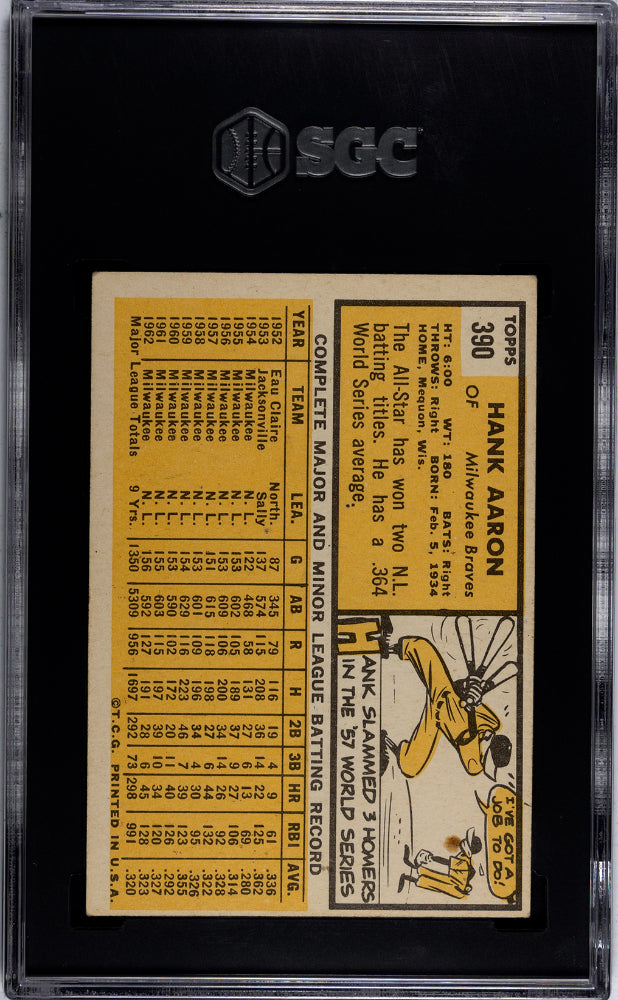 SGC
TOPPS
390
HANK AARON
OF Milwaukee Braves
HT: 6:00 WT: 180 BATS: Right
THROWS: Right BORN: Feb. 5, 1934
HOME, Mequon, Wis.
The All-Star has won two N.L.
batting titles. He has a .364
World Series average.
I'VE GOT A
JOB TO DO!
HANK SLAMMED 3 HOMERS
IN THE '57 WORLD SERIES
COMPLETE MAJOR AND MINOR LEAGUE BATTING RECORD
YEAR TEAM LEA. G AB R H 2B 3B HR RBI AVG.
1952 Eau Claire North. 87 345 79 116 19 4 9 61 .336
1953 Jacksonville Sally 137 574 115 208 36 14 22 125 .362
1954 Milwaukee N. L. 122 468 58 131 27 6 13 69 .280
1955 Milwaukee N. L. 153 602 105 189 37 9 27 106 .314
1956 Milwaukee N. L. 153 609 106 200 34 14 26 92 .328
1957 Milwaukee N. L. 151 615 118 198 27 6 44 132 .322
1958 Milwaukee N. L. 153 601 109 196 34 4 30 95 .326
1959 Milwaukee N. L. 154 629 116 223 46 7 39 123 .355
1960 Milwaukee N. L. 153 590 102 172 20 11 40 126 .292
1961 Milwaukee N. L. 155 603 115 197 39 10 34 120 .327
1962 Milwaukee N. L. 156 592 127 191 28 6 45 128 .323
Major League Totals 9 Yrs. 1350 5309 956 1697 292 73 298 991 .320
©T.C.G. PRINTED IN U.S.A.